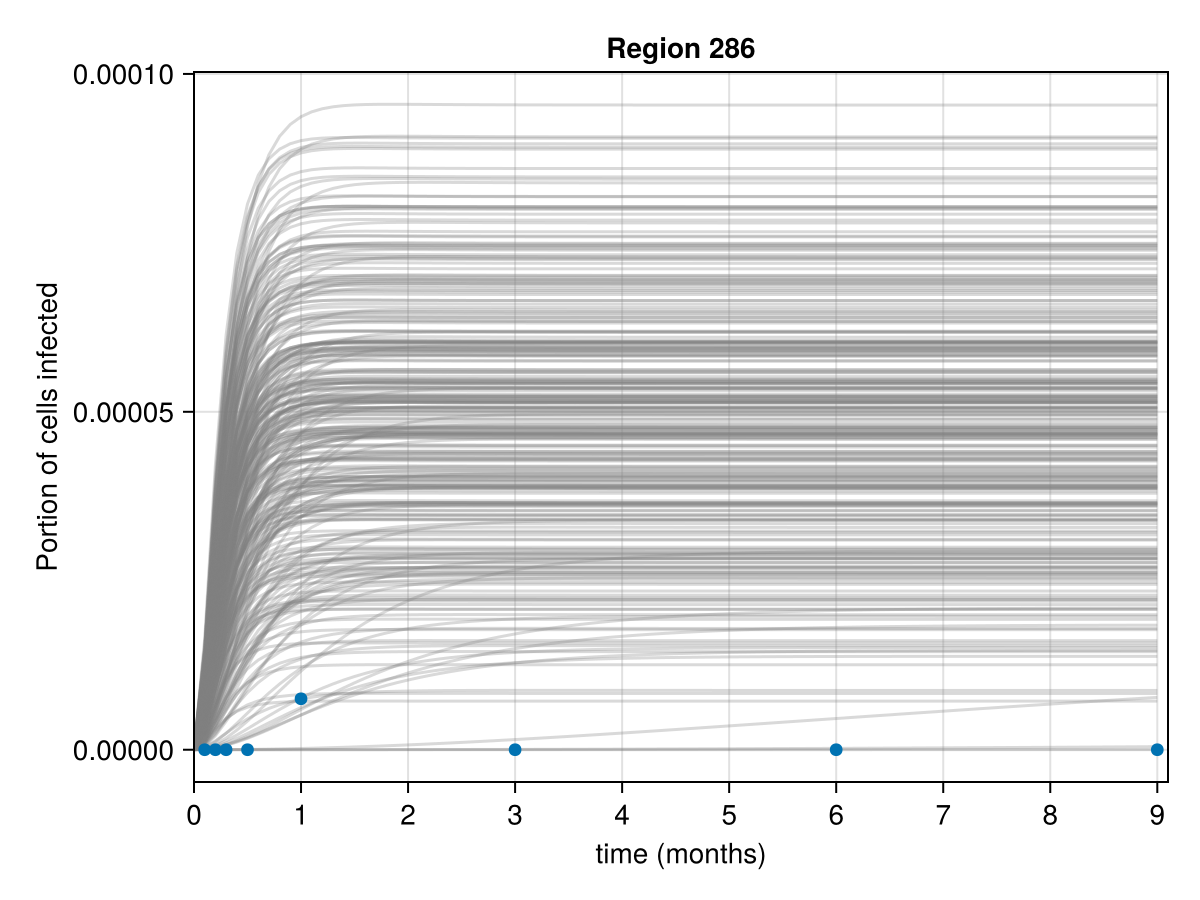 Region 286
0.00010
0.00005
0.00000
Portion of cells infected
0 1 2 3 4 5 6 7 8 9
time (months)